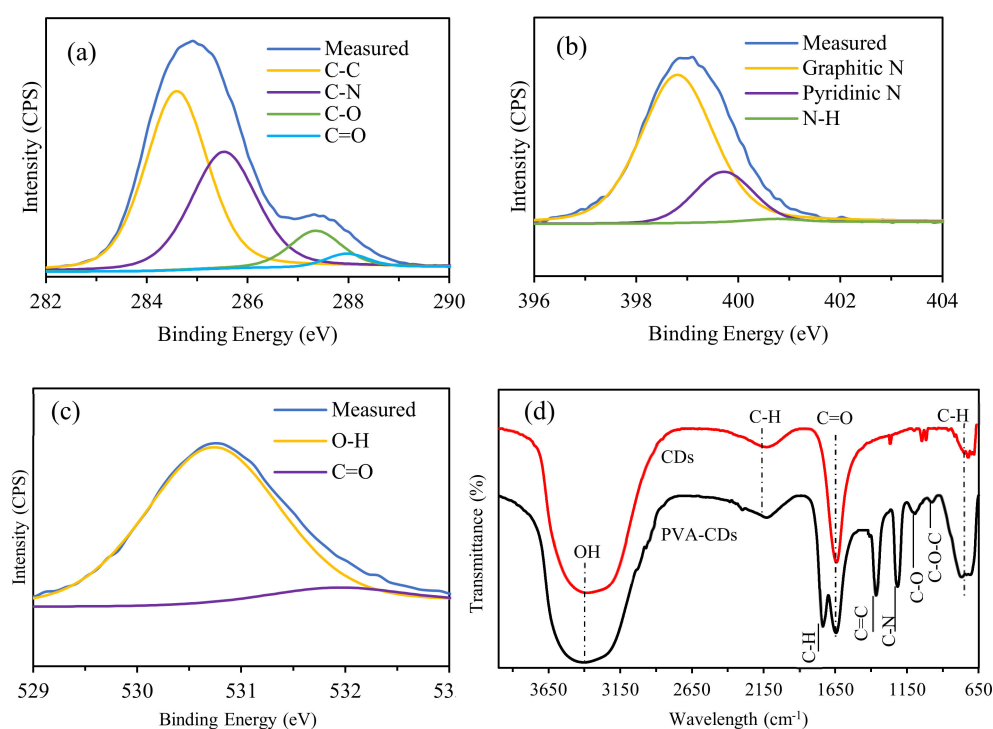 (a)
Measured
C-C
C-N
C-O
C=O
Intensity (CPS)
282 284 286 288 290
Binding Energy (eV)
(b)
Measured
Graphitic N
Pyridinic N
N-H
Intensity (CPS)
396 398 400 402 404
Binding Energy (eV)
(c)
Measured
O-H
C=O
Intensity (CPS)
529 530 531 532 53
Binding Energy (eV)
(d)
C-H
C=O
C-H
CDs
PVA-CDs
OH
C-H
C=C
C-N
C-O
C-O-C
Transmittance (%)
3650 3150 2650 2150 1650 1150 650
Wavelength (cm⁻¹)